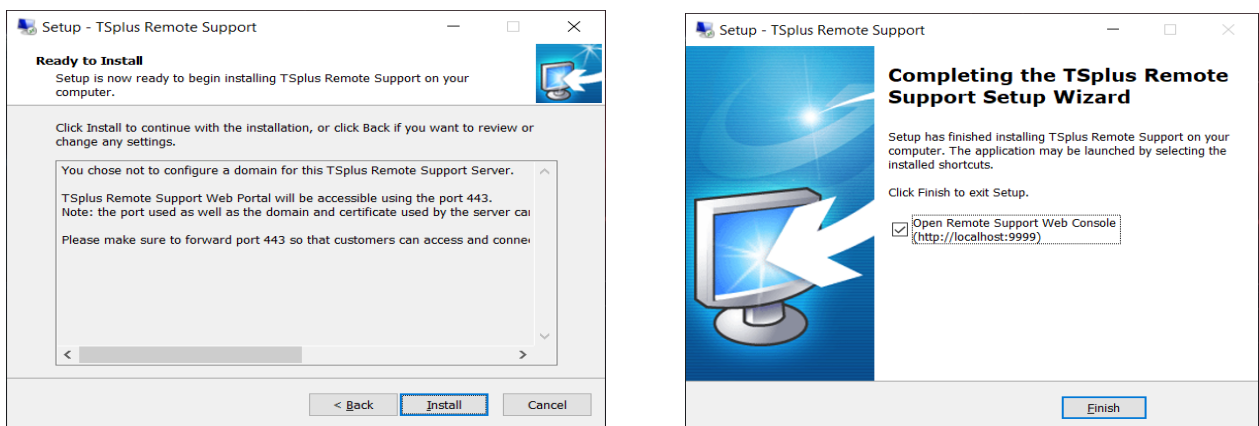 Setup - TSplus Remote Support
Ready to Install
Setup is now ready to begin installing TSplus Remote Support on your
computer.
Click Install to continue with the installation, or click Back if you want to review or
change any settings.
You chose not to configure a domain for this TSplus Remote Support Server.
TSplus Remote Support Web Portal will be accessible using the port 443.
Note: the port used as well as the domain and certificate used by the server
Please make sure to forward port 443 so that customers can access and
< Back
Install
Cancel
Setup - TSplus Remote Support
Completing the TSplus Remote
Support Setup Wizard
Setup has finished installing TSplus Remote Support on your
computer. The application may be launched by selecting the
installed shortcuts.
Click Finish to exit Setup.
Open Remote Support Web Console
(http://localhost:9999)
Finish